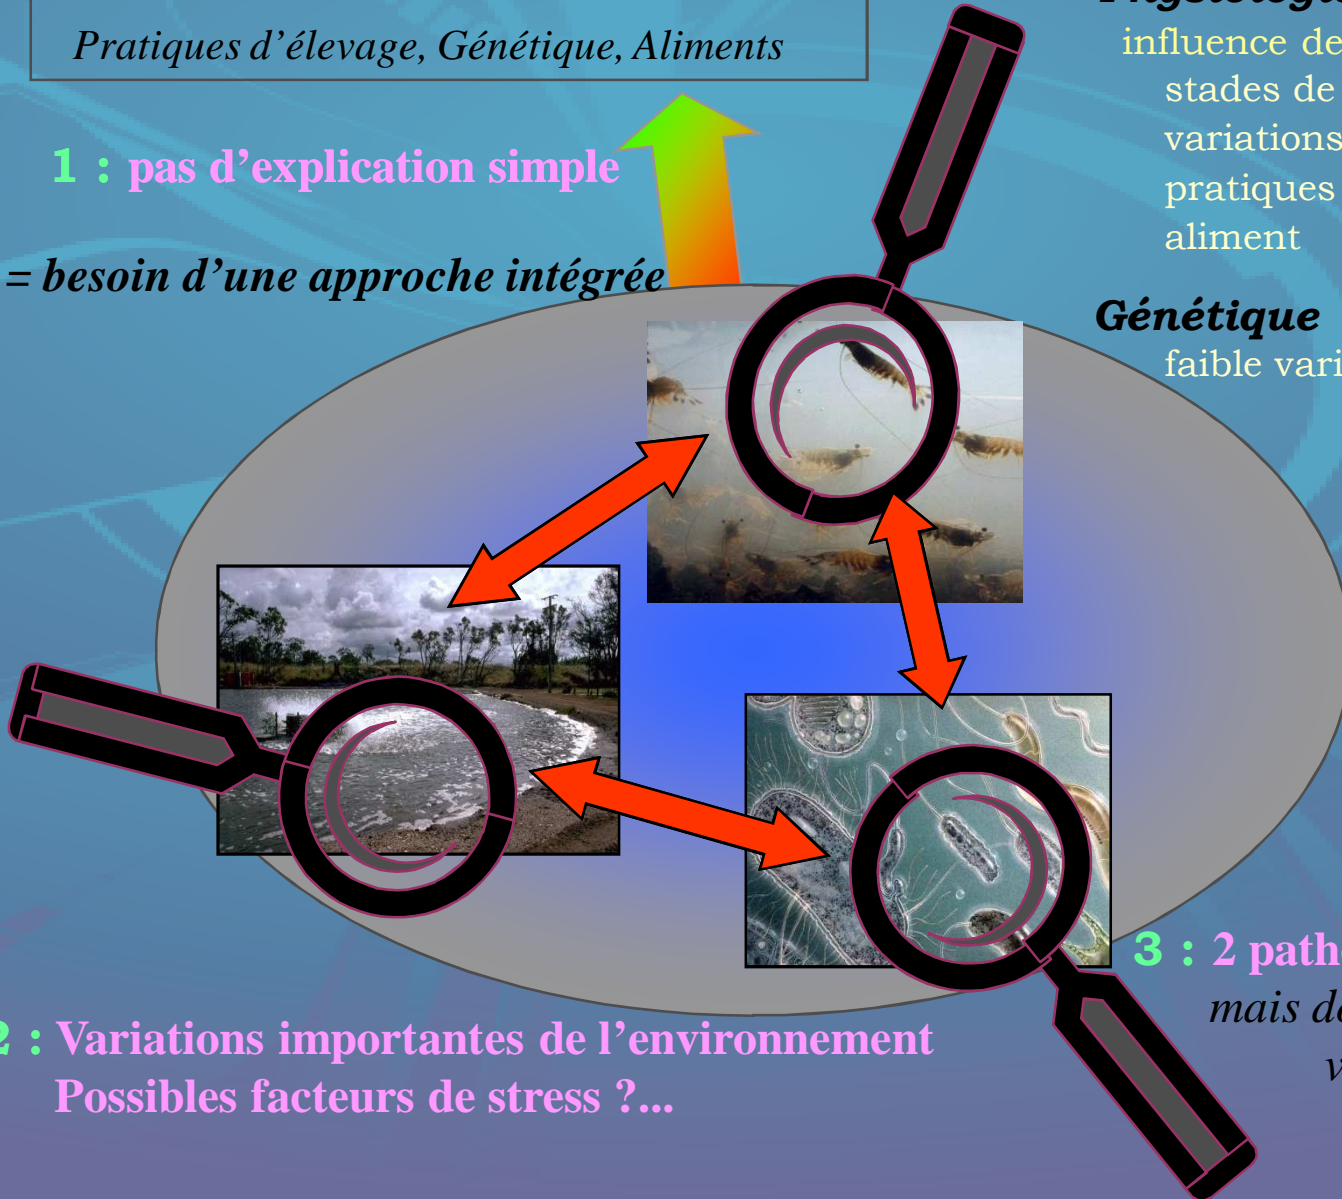 Pratiques d'élevage, Génétique, Aliments
1 : pas d'explication simple
= besoin d'une approche intégrée
influence de
stades de
variations
pratiques
aliment
Génétique
faible vari
2 : Variations importantes de l'environnement
Possibles facteurs de stress ?...
3 : 2 path
mais d
v